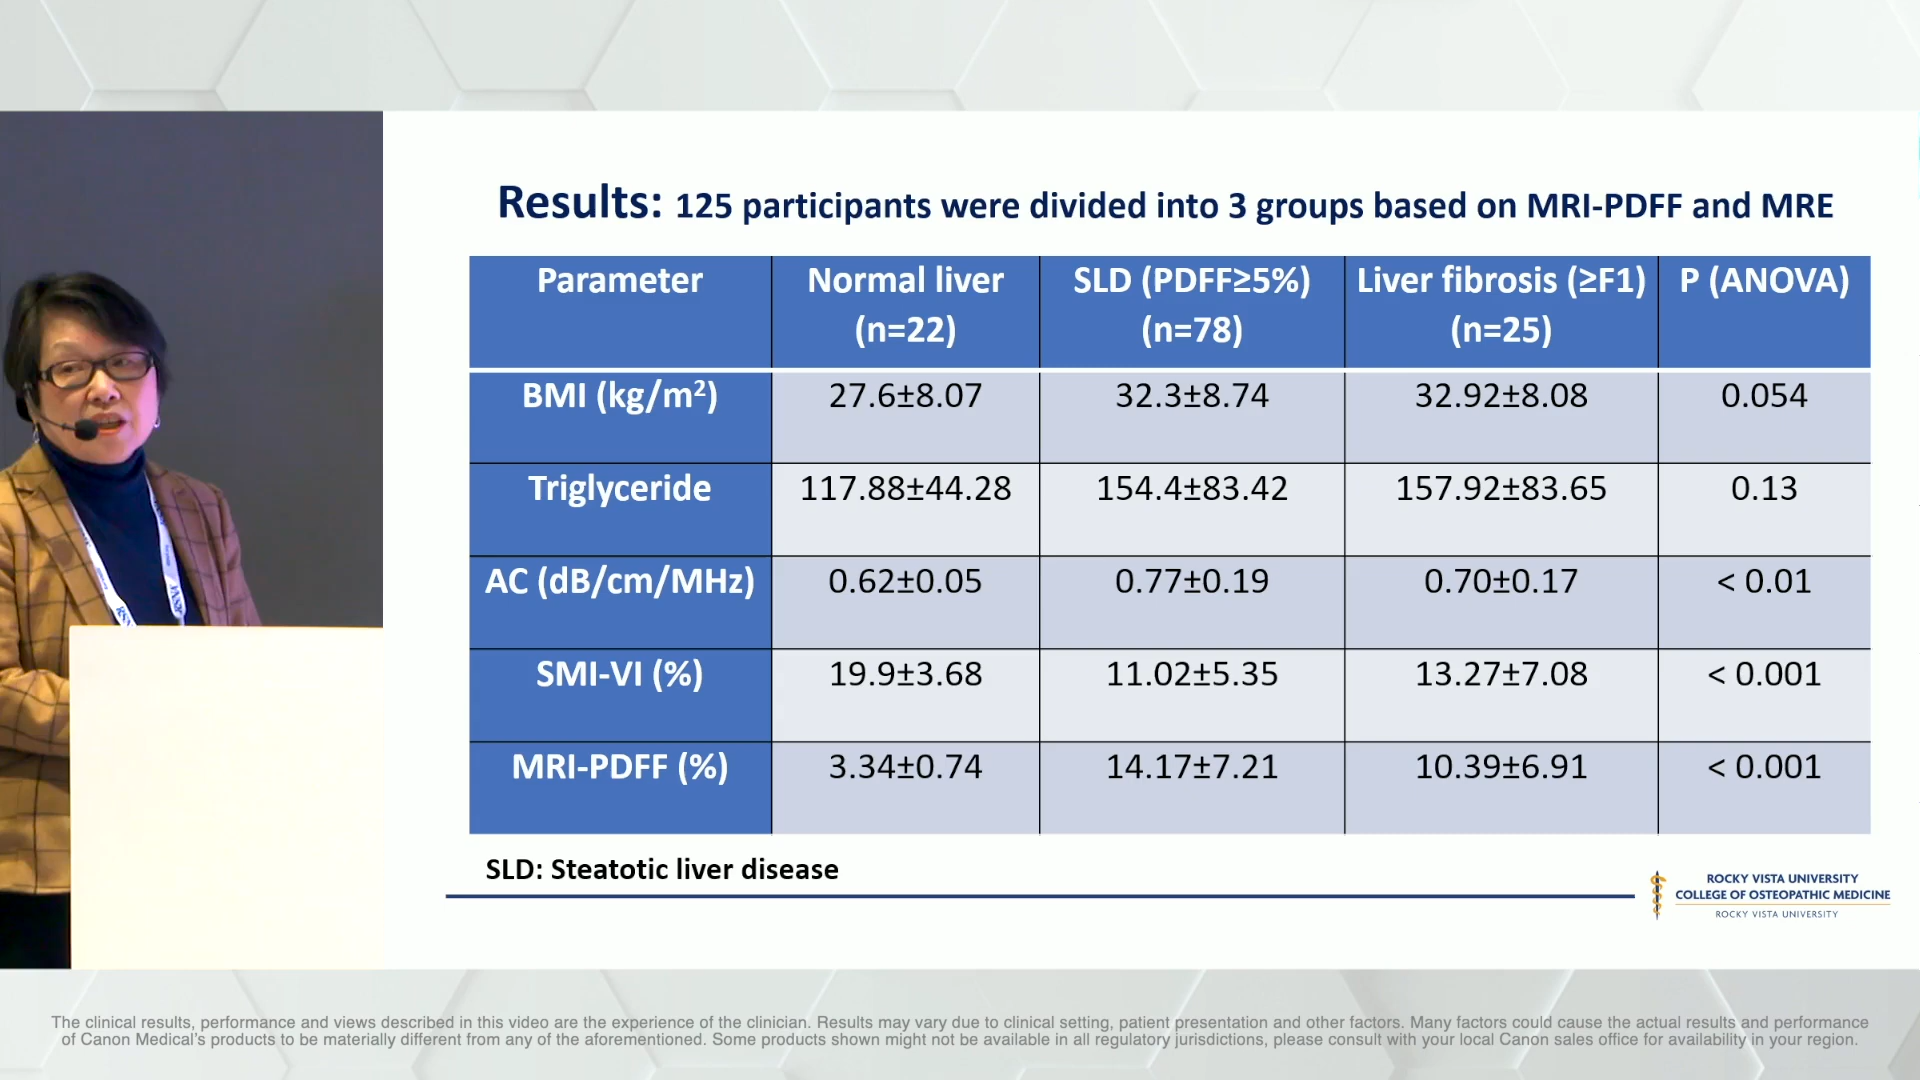 Results: 125 participants were divided into 3 groups based on MRI-PDFF and MRE
Parameter Normal liver (n=22) SLD (PDFF≥5%) (n=78) Liver fibrosis (≥F1) (n=25) P (ANOVA)
BMI (kg/m²) 27.6±8.07 32.3±8.74 32.92±8.08 0.054
Triglyceride 117.88±44.28 154.4±83.42 157.92±83.65 0.13
AC (dB/cm/MHz) 0.62±0.05 0.77±0.19 0.70±0.17 < 0.01
SMI-VI (%) 19.9±3.68 11.02±5.35 13.27±7.08 < 0.001
MRI-PDFF (%) 3.34±0.74 14.17±7.21 10.39±6.91 < 0.001
SLD: Steatotic liver disease
ROCKY VISTA UNIVERSITY
COLLEGE OF OSTEOPATHIC MEDICINE
ROCKY VISTA UNIVERSITY
The clinical results, performance and views described in this video are the experience of the clinician. Results may vary due to clinical setting, patient presentation and other factors. Many factors could cause the actual results and performance
of Canon Medical's products to be materially different from any of the aforementioned. Some products shown might not be available in all regulatory jurisdictions, please consult with your local Canon sales office for availability in your region.